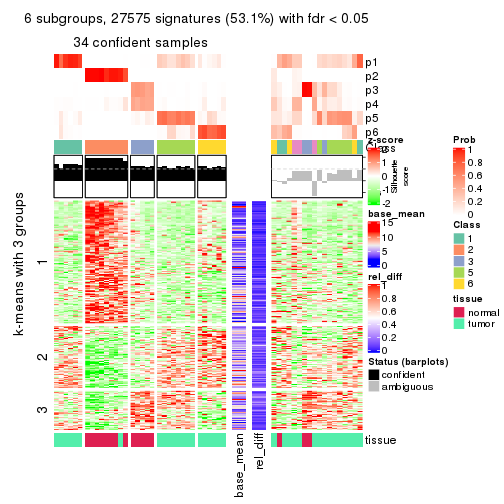 6 subgroups, 27575 signatures (53.1%) with fdr < 0.05
34 confident samples
p1
p2
p3
p4
p5
p6
Class
1
0.5
0
Silhouette
score
k-means with 3 groups
1
2
3
tissue
base_mean
rel_diff
z-score
2
1
0
-1
-2
base_mean
15
10
5
0
rel_diff
1
0.8
0.6
0.4
0.2
0
Status (barplots)
confident
ambiguous
Prob
1
0.8
0.6
0.4
0.2
0
Class
1
2
3
5
6
tissue
normal
tumor